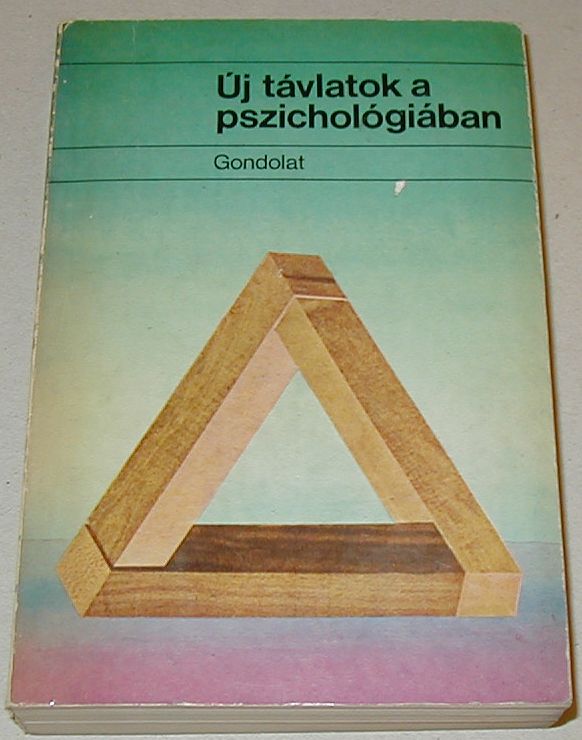 Új távlatok a
pszichológiában
Gondolat